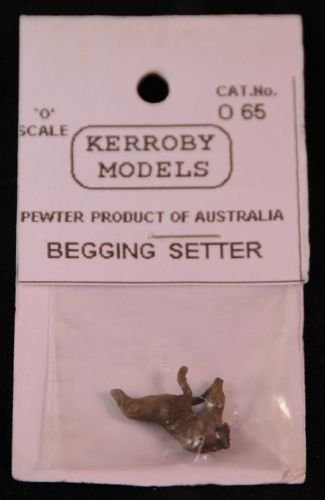 'O'
SCALE
CAT.No.
O 65
KERROBY
MODELS
PEWTER PRODUCT OF AUSTRALIA
BEGGING SETTER